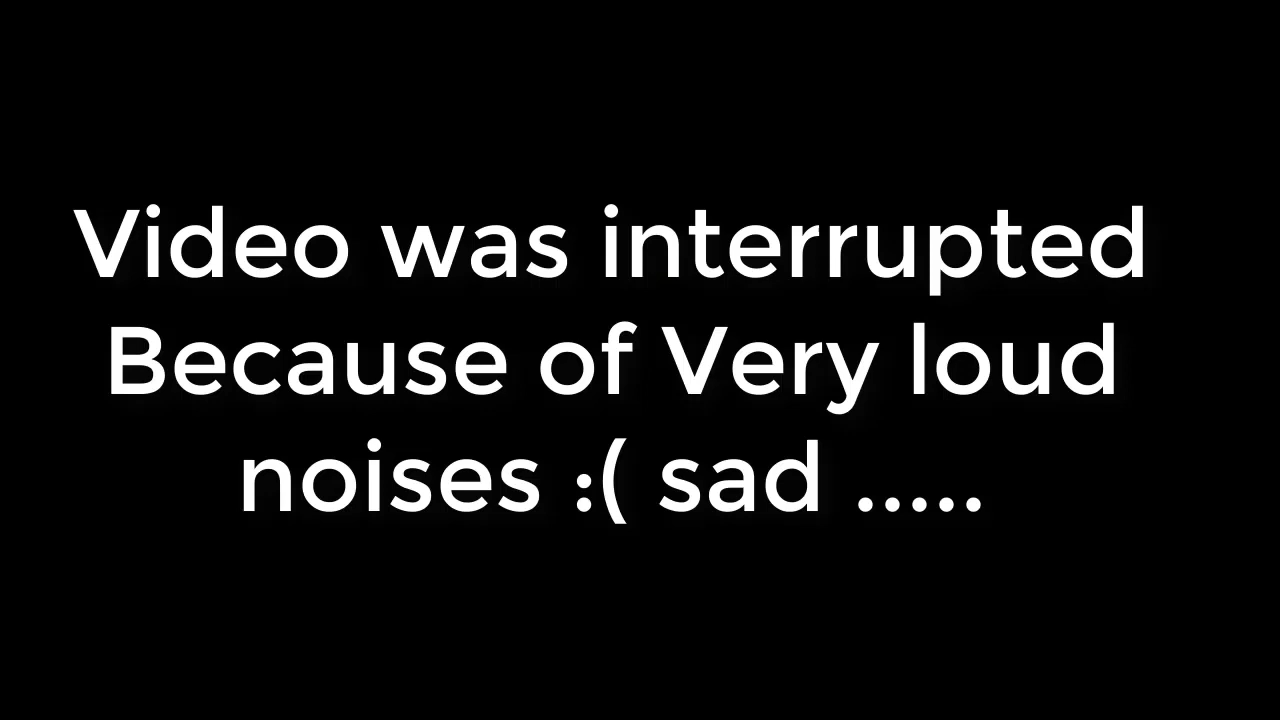 Video was interrupted
Because of Very loud
noises :( sad .....